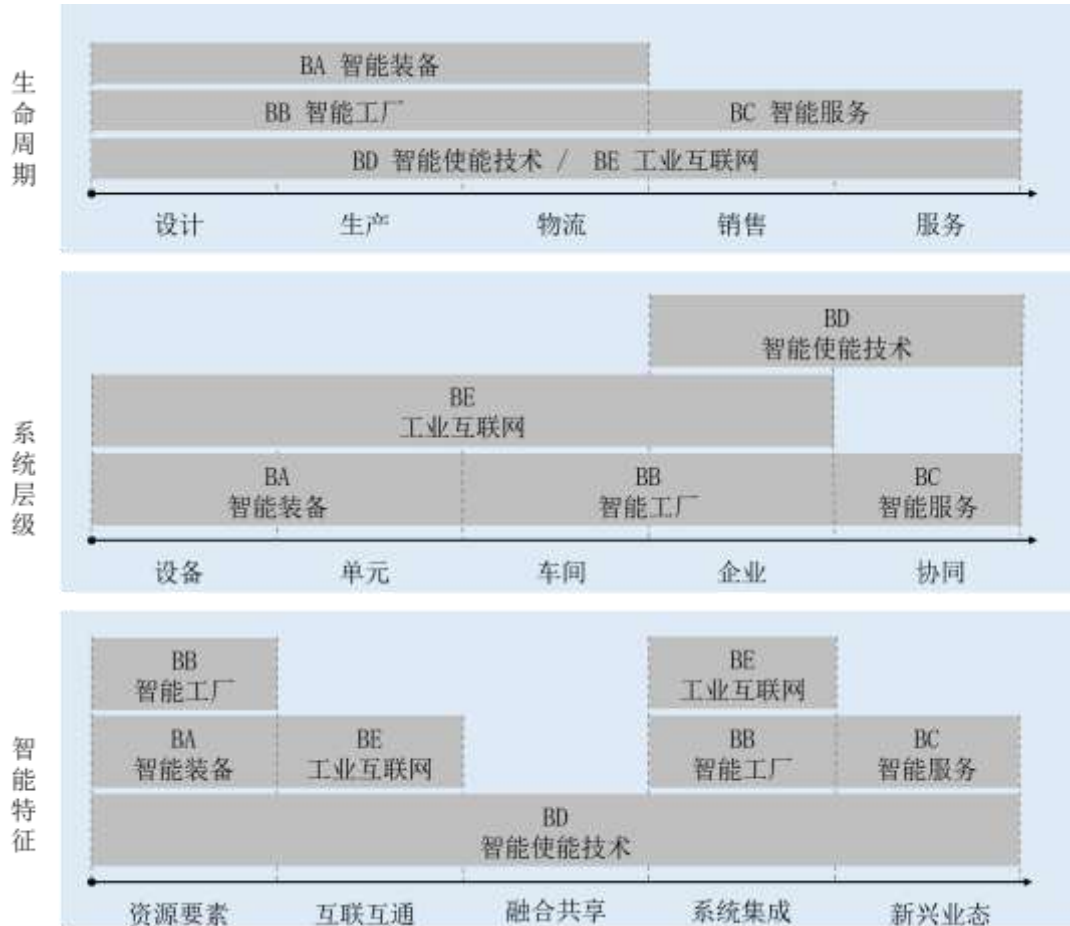 生命周期
BA 智能装备
BB 智能工厂
BC 智能服务
BD 智能使能技术 / BE 工业互联网
设计
生产
物流
销售
服务
系统层级
BD
智能使能技术
BE
工业互联网
BA
智能装备
BB
智能工厂
BC
智能服务
设备
单元
车间
企业
协同
智能特征
BB
智能工厂
BE
工业互联网
BA
智能装备
BE
工业互联网
BB
智能工厂
BC
智能服务
BD
智能使能技术
资源要素
互联互通
融合共享
系统集成
新兴业态